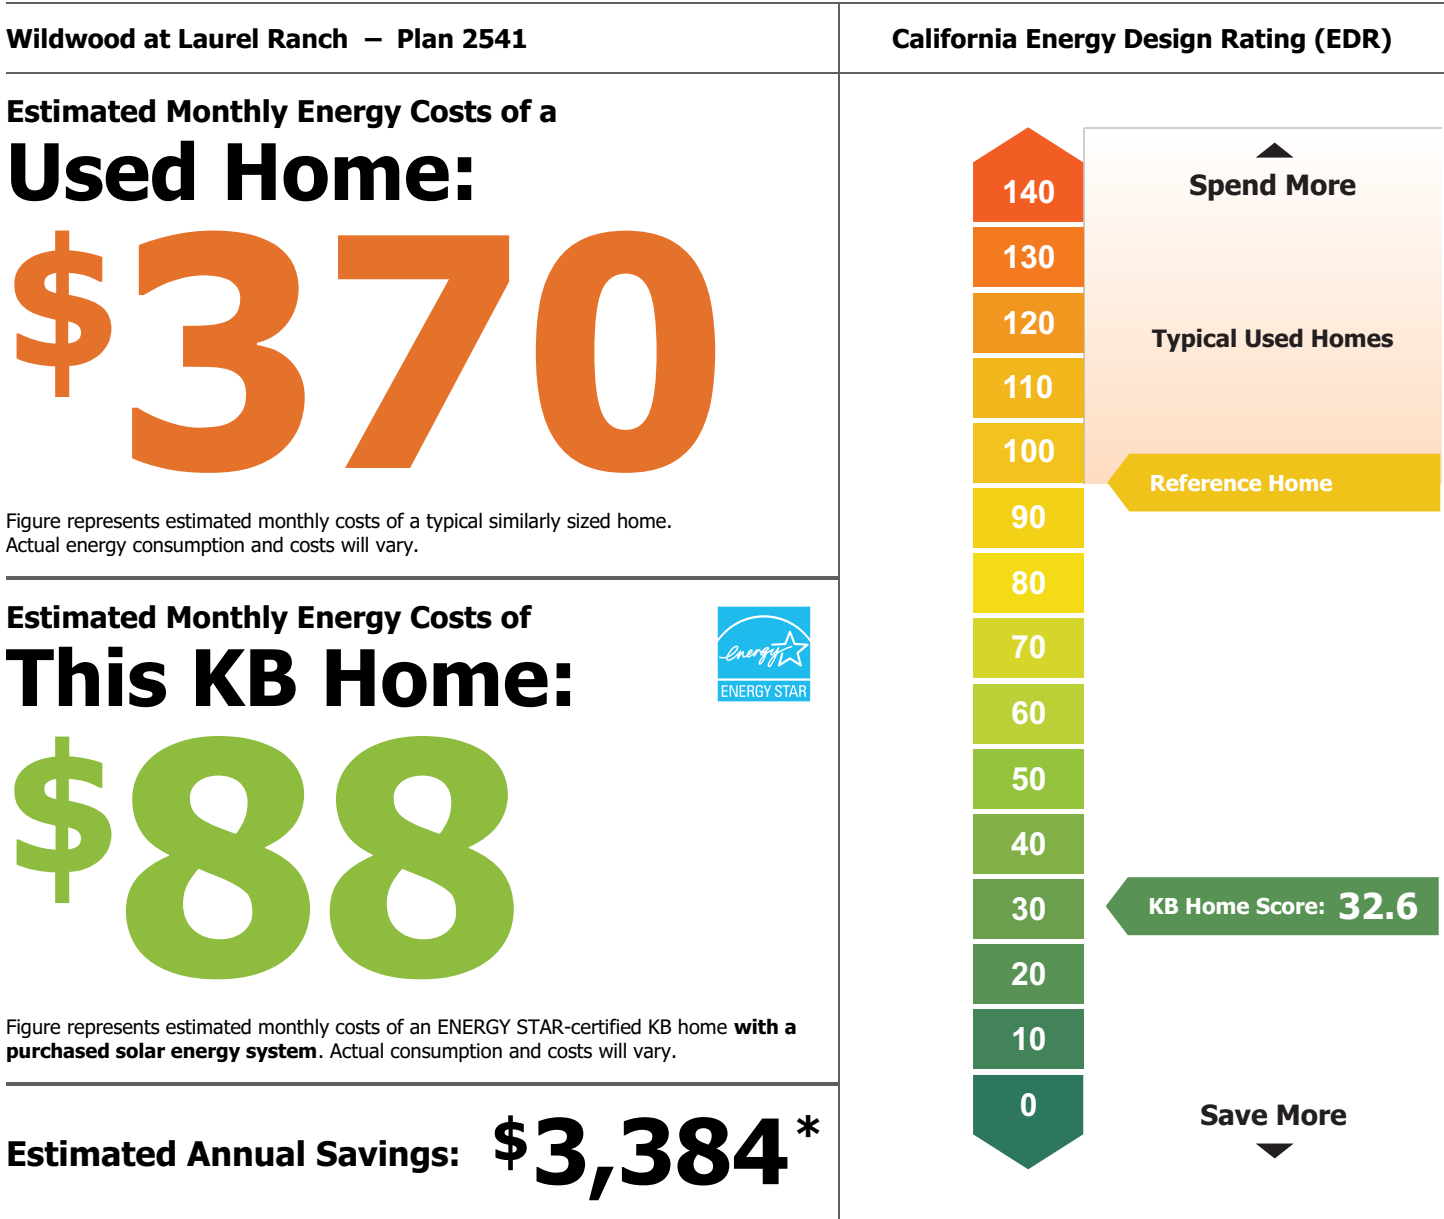 Wildwood at Laurel Ranch – Plan 2541
Estimated Monthly Energy Costs of a
Used Home:
$370
Figure represents estimated monthly costs of a typical similarly sized home.
Actual energy consumption and costs will vary.
Estimated Monthly Energy Costs of
This KB Home:
energy
ENERGY STAR
$88
Figure represents estimated monthly costs of an ENERGY STAR-certified KB home with a
purchased solar energy system. Actual consumption and costs will vary.
Estimated Annual Savings: $3,384*
California Energy Design Rating (EDR)
140
Spend More
130
120
Typical Used Homes
110
100
Reference Home
90
80
70
60
50
40
30
KB Home Score: 32.6
20
10
0
Save More